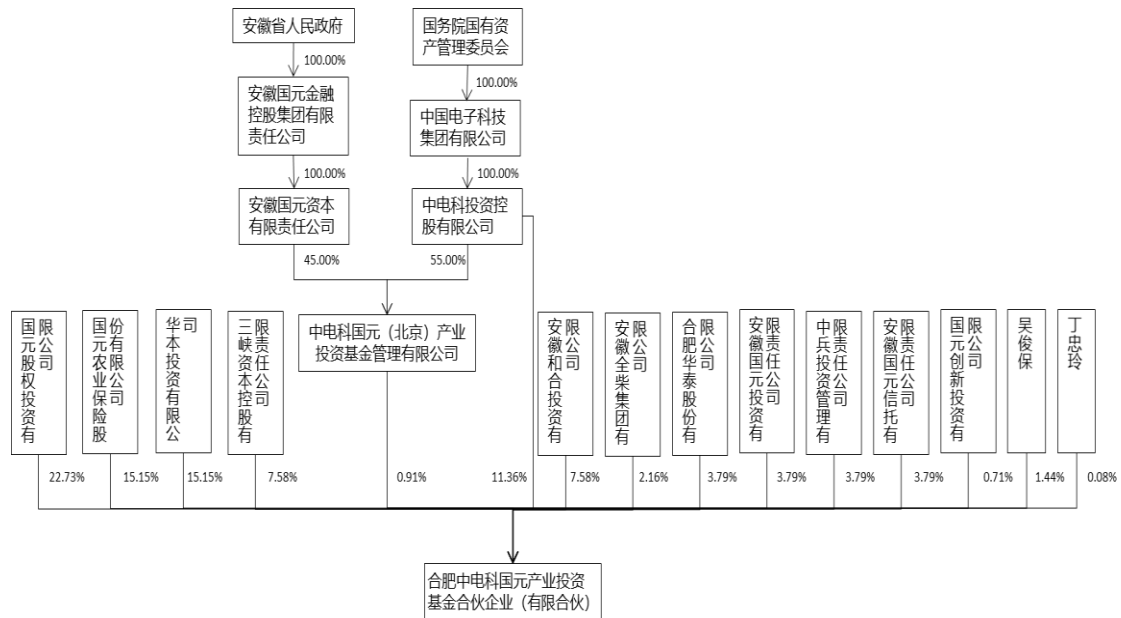 安徽省人民政府
国务院国有资
产管理委员会
100.00%
100.00%
安徽国元金融
控股集团有限
责任公司
中国电子科技
集团有限公司
100.00%
100.00%
安徽国元资本
有限责任公司
中电科投资控
股有限公司
45.00%
55.00%
国元股权投资有
限公司
国元农业保险股
份有限公司
华本投资有限公
司
三峡资本控股有
限责任公司
中电科国元（北京）产业
投资基金管理有限公司
安徽和合投资有
限公司
安徽全柴集团有
限公司
合肥华泰股份有
限公司
安徽国元投资有
限责任公司
中兵投资管理有
限责任公司
安徽国元信托有
限责任公司
国元创新投资有
限公司
吴俊保
丁忠玲
22.73%
15.15%
15.15%
7.58%
0.91%
11.36%
7.58%
2.16%
3.79%
3.79%
3.79%
3.79%
0.71%
1.44%
0.08%
合肥中电科国元产业投资
基金合伙企业（有限合伙）